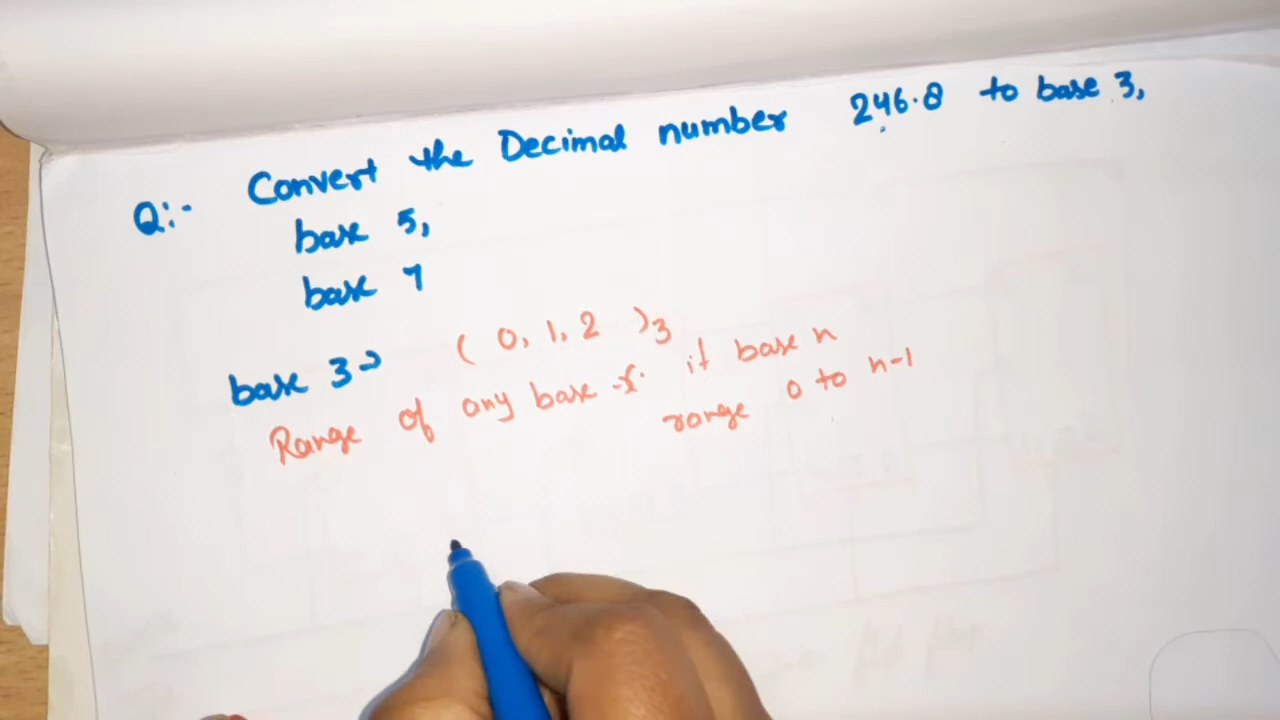 Q:- Convert the Decimal number 246.8 to base 3,
base 5,
base 7
base 3→ (0, 1, 2)3
Range of any base if base n
range 0 to n-1